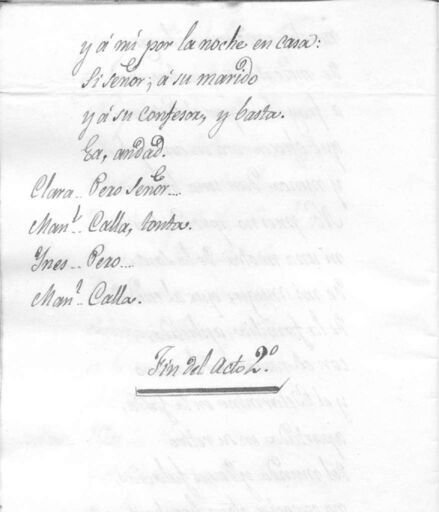 y á mi por la noche en casa:
Si señor; á su marido
y á su confesor, y basta.
Ea, andad.
Clara.. Pero señor...
Man.l Calla, tonta.
Ynes... Pero...
Man.l Calla.
Fin del Acto 2.º